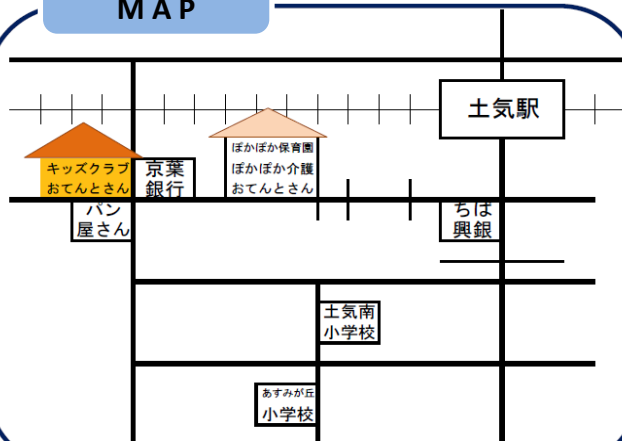 MAP
土気駅
ぽかぽか保育園
ぽかぽか介護
おてんとさん
キッズクラブ
おてんとさん
京葉
銀行
パン
屋さん
ちば
興銀
土気南
小学校
あすみが丘
小学校